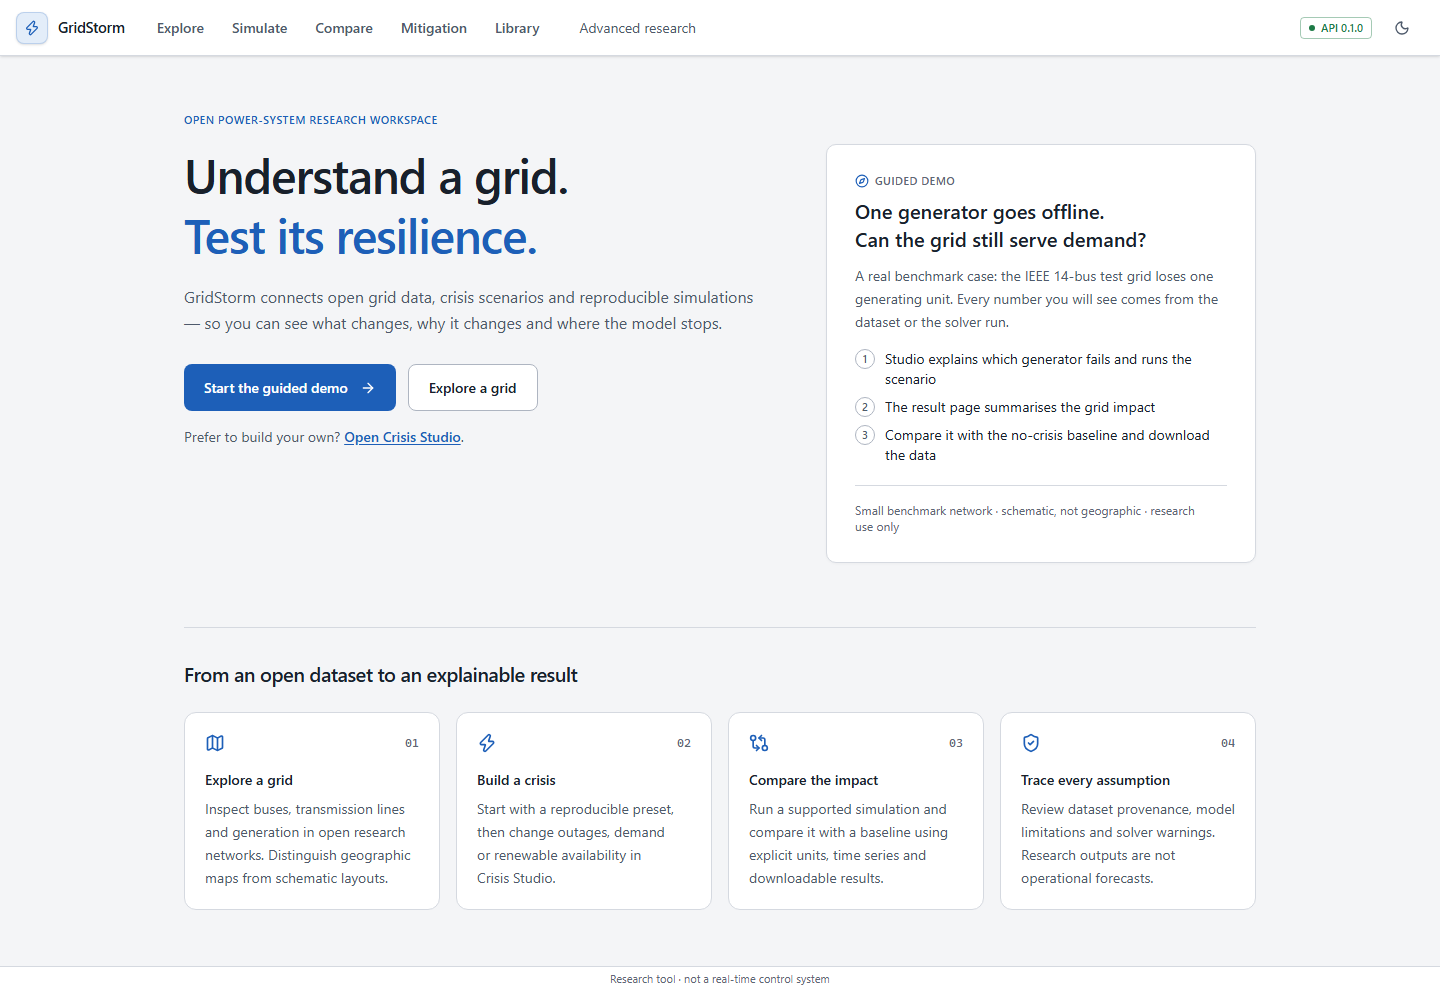 GridStorm
Explore
Simulate
Compare
Mitigation
Library
Advanced research
API 0.1.0
OPEN POWER-SYSTEM RESEARCH WORKSPACE
Understand a grid.
Test its resilience.
GridStorm connects open grid data, crisis scenarios and reproducible simulations
— so you can see what changes, why it changes and where the model stops.
Start the guided demo
Explore a grid
Prefer to build your own? Open Crisis Studio.
GUIDED DEMO
One generator goes offline.
Can the grid still serve demand?
A real benchmark case: the IEEE 14-bus test grid loses one
generating unit. Every number you will see comes from the
dataset or the solver run.
1 Studio explains which generator fails and runs the
scenario
2 The result page summarises the grid impact
3 Compare it with the no-crisis baseline and download
the data
Small benchmark network · schematic, not geographic · research
use only
From an open dataset to an explainable result
01
Explore a grid
Inspect buses, transmission lines
and generation in open research
networks. Distinguish geographic
maps from schematic layouts.
02
Build a crisis
Start with a reproducible preset,
then change outages, demand
or renewable availability in
Crisis Studio.
03
Compare the impact
Run a supported simulation and
compare it with a baseline using
explicit units, time series and
downloadable results.
04
Trace every assumption
Review dataset provenance, model
limitations and solver warnings.
Research outputs are not
operational forecasts.
Research tool · not a real-time control system